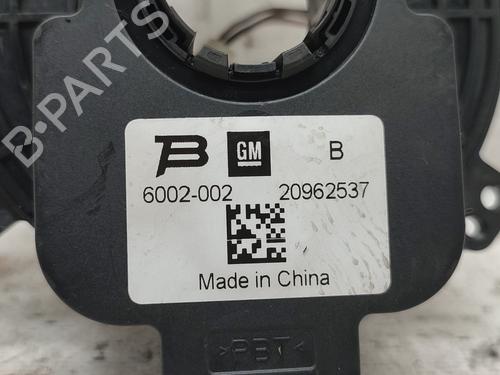 B-PARTS
B GM B
6002-002 20962537
Made in China
>PBT<